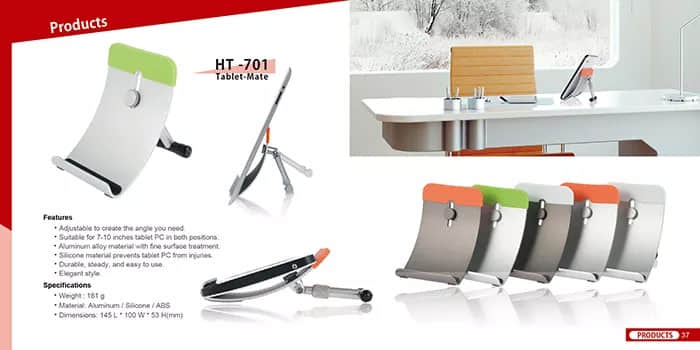 Products
HT -701
Tablet-Mate
Features
• Adjustable to create the angle you need.
• Suitable for 7-10 inches tablet PC in both positions.
• Aluminum alloy material with fine surface treatment.
• Silicone material prevents tablet PC from injuries.
• Durable, steady, and easy to use.
• Elegant style.
Specifications
• Weight : 181 g
• Material: Aluminum / Silicone / ABS
• Dimensions: 145 L * 100 W * 53 H(mm)
PRODUCTS 37